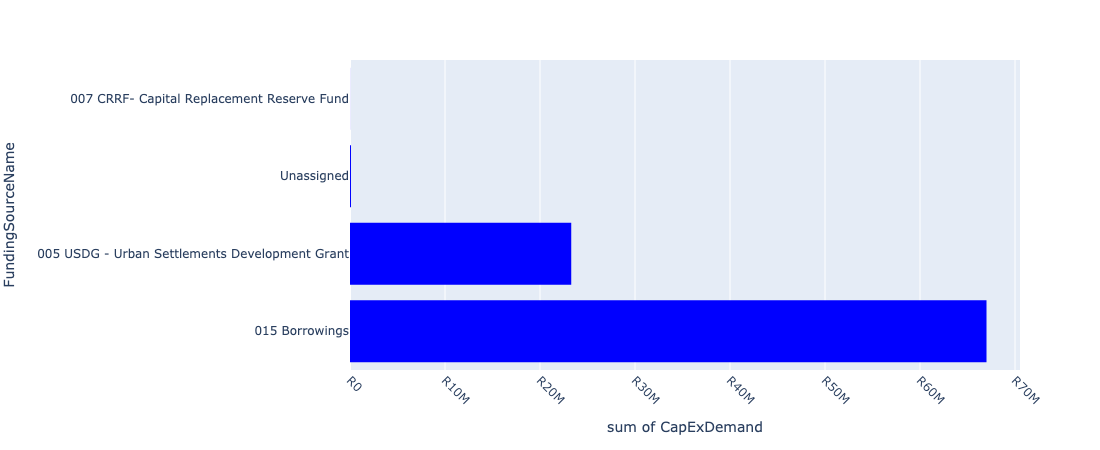 FundingSourceName
007 CRRF- Capital Replacement Reserve Fund
Unassigned
005 USDG - Urban Settlements Development Grant
015 Borrowings
R0
R10M
R20M
R30M
R40M
R50M
R60M
R70M
sum of CapExDemand